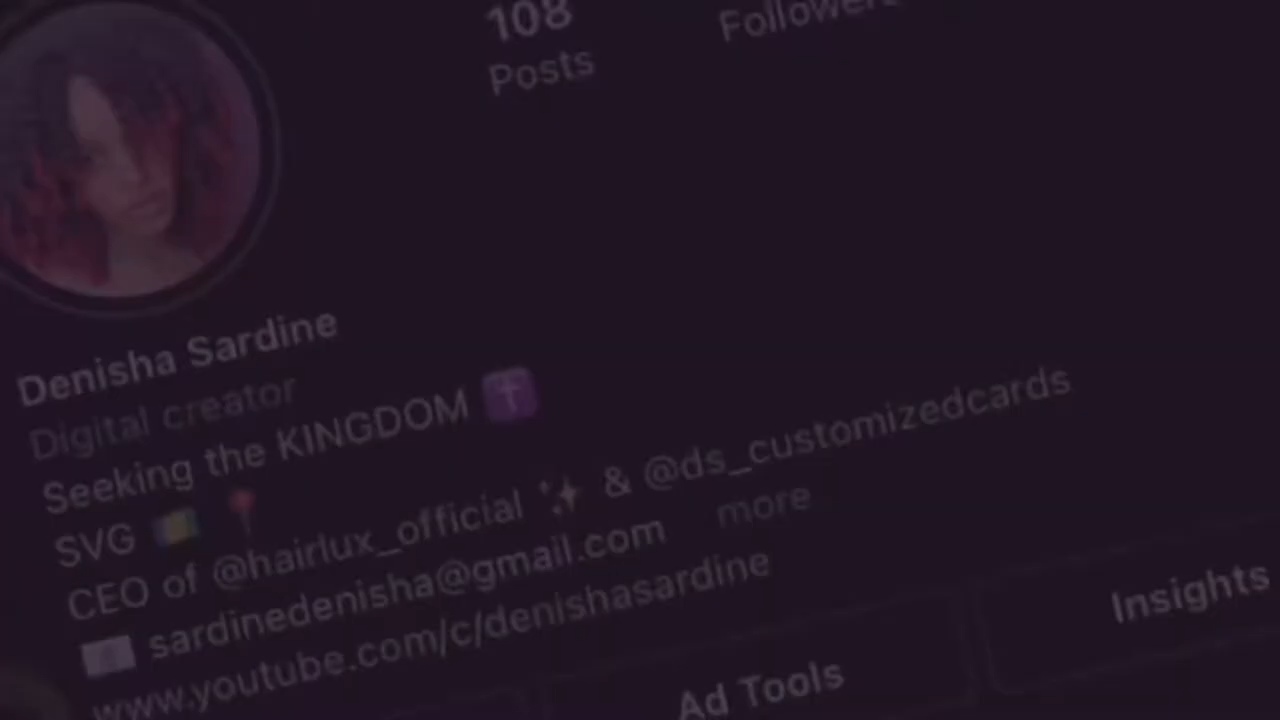 108
Posts
Followers
Denisha Sardine
Digital creator
Seeking the KINGDOM ✝️
SVG 🇻🇨 📍
CEO of @hairlux_official ✨ & @ds_customizedcards
📧 sardinedenisha@gmail.com more
www.youtube.com/c/denishasardine
Ad Tools
Insights